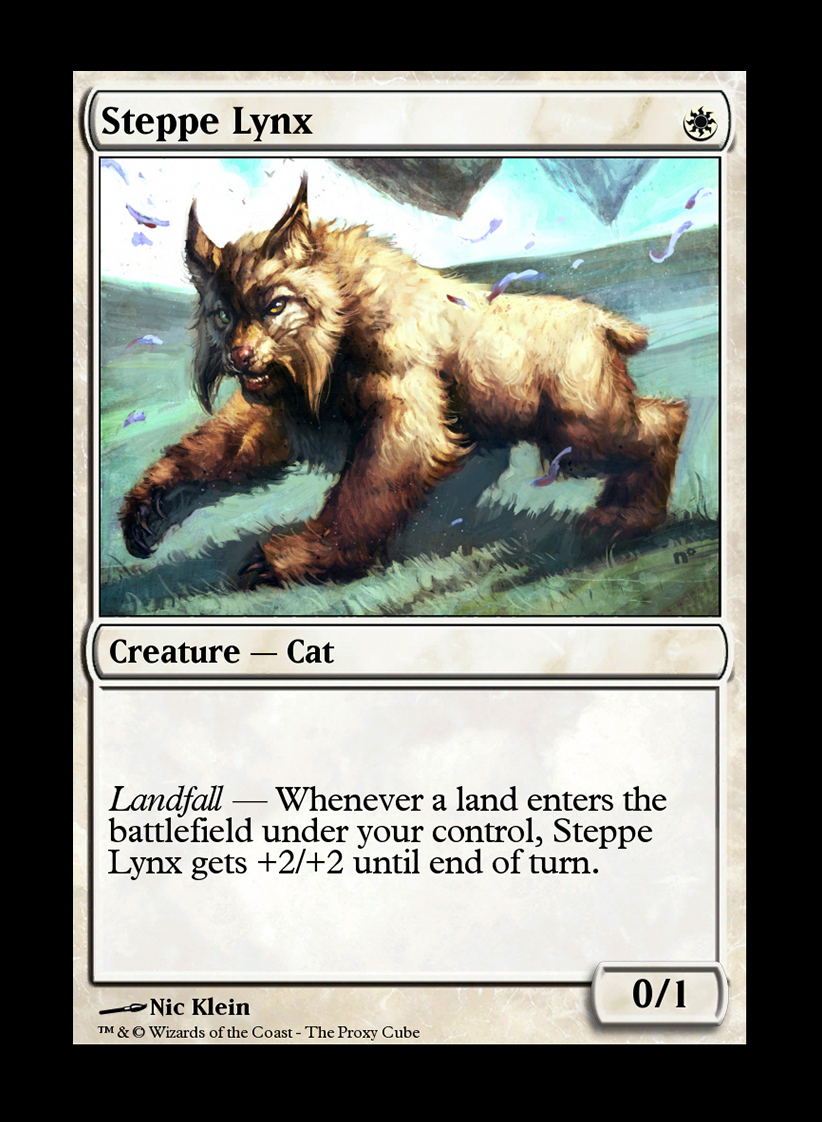 Steppe Lynx
Creature — Cat
Landfall — Whenever a land enters the
battlefield under your control, Steppe
Lynx gets +2/+2 until end of turn.
0/1
Nic Klein
™ & © Wizards of the Coast - The Proxy Cube